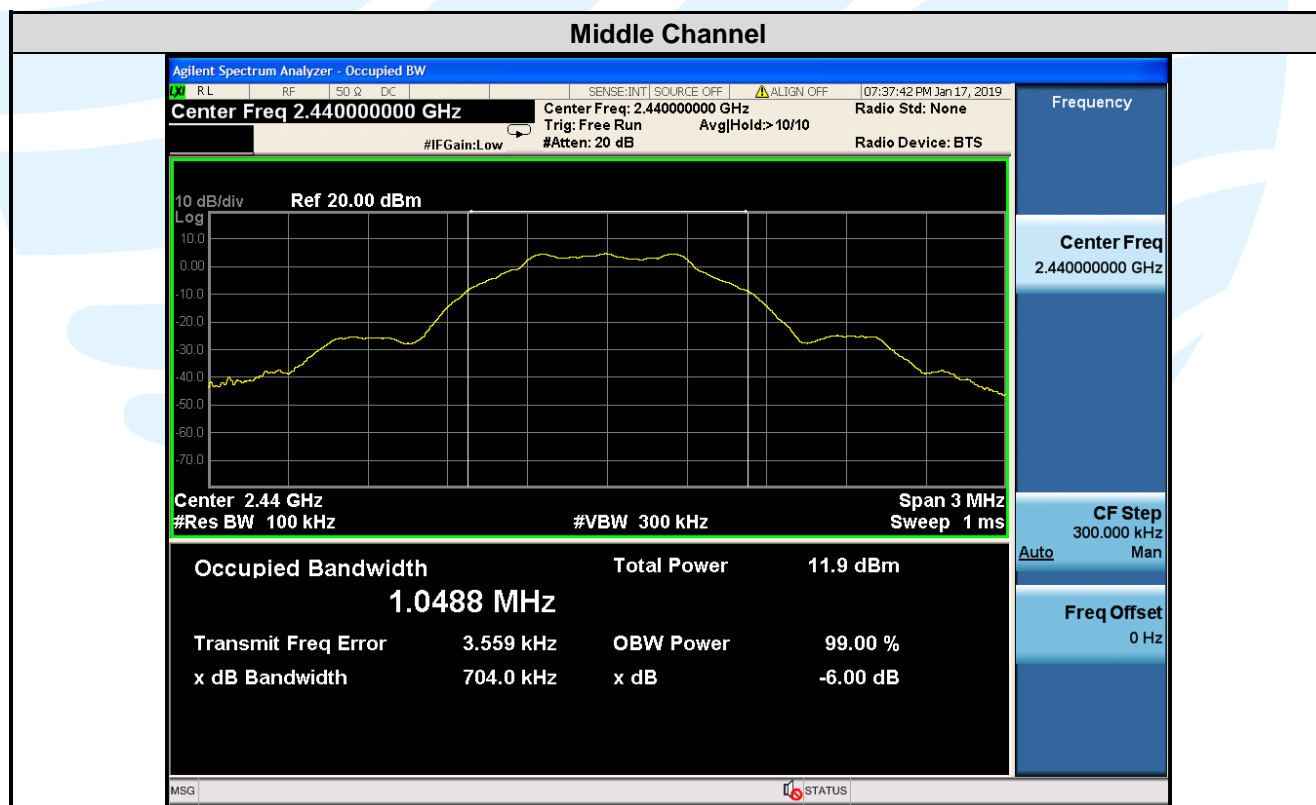 Middle Channel
Agilent Spectrum Analyzer - Occupied BW
LXI RL RF 50 Ω DC SENSE:INT SOURCE OFF ALIGN OFF 07:37:42 PM Jan 17, 2019
Center Freq 2.440000000 GHz
Center Freq: 2.440000000 GHz Radio Std: None
Trig: Free Run Avg|Hold:> 10/10
#IFGain:Low #Atten: 20 dB Radio Device: BTS
Frequency
10 dB/div Ref 20.00 dBm
Log
10.0
0.00
-10.0
-20.0
-30.0
-40.0
-50.0
-60.0
-70.0
Center 2.44 GHz Span 3 MHz
#Res BW 100 kHz #VBW 300 kHz Sweep 1 ms
Center Freq
2.440000000 GHz
CF Step
300.000 kHz
Auto Man
Freq Offset
0 Hz
Occupied Bandwidth Total Power 11.9 dBm
1.0488 MHz
Transmit Freq Error 3.559 kHz OBW Power 99.00 %
x dB Bandwidth 704.0 kHz x dB -6.00 dB
MSG STATUS